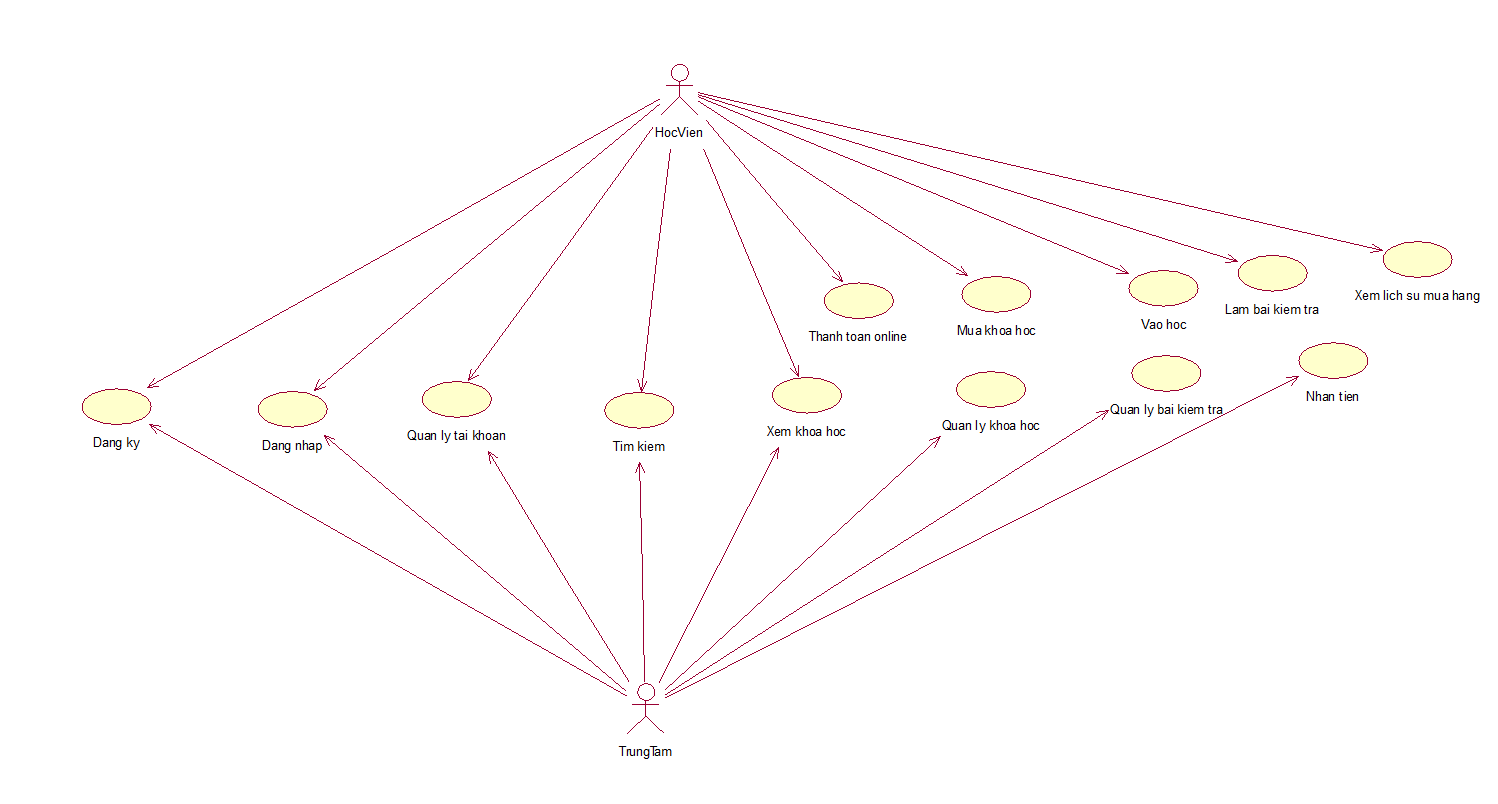 HocVien
Xem lich su mua hang
Lam bai kiem tra
Vao hoc
Mua khoa hoc
Thanh toan online
Nhan tien
Quan ly bai kiem tra
Quan ly khoa hoc
Xem khoa hoc
Quan ly tai khoan
Dang ky
Dang nhap
Tim kiem
TrungTam